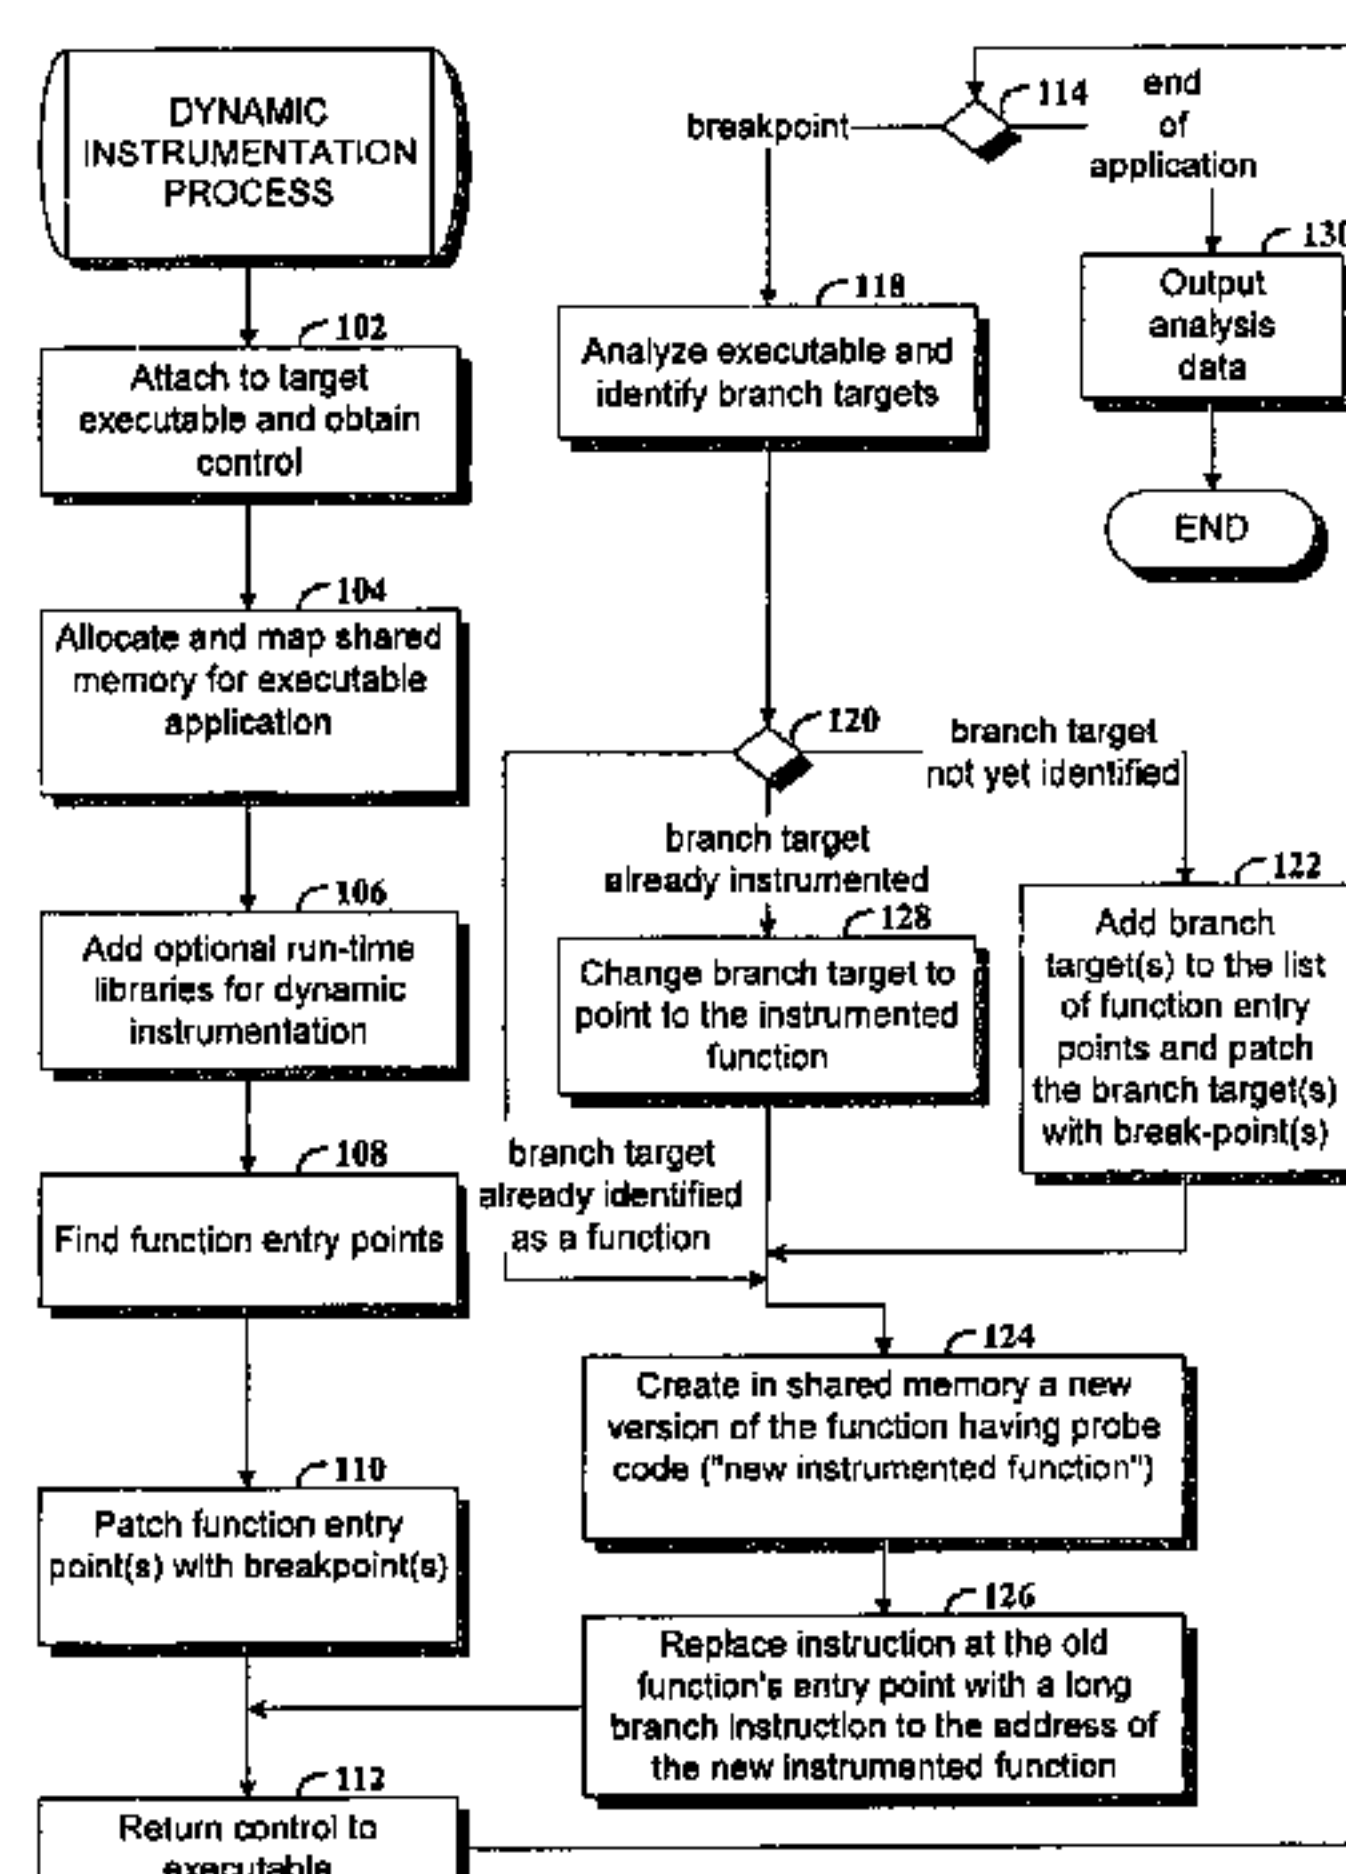 DYNAMIC
INSTRUMENTATION
PROCESS
102
Attach to target
executable and obtain
control
104
Allocate and map shared
memory for executable
application
106
Add optional run-time
libraries for dynamic
instrumentation
108
Find function entry points
110
Patch function entry
point(s) with breakpoint(s)
112
Return control to
executable
114
breakpoint
end
of
application
118
Analyze executable and
identify branch targets
130
Output
analysis
data
END
120
branch target
not yet identified
branch target
already instrumented
128
Change branch target to
point to the instrumented
function
122
Add branch
target(s) to the list
of function entry
points and patch
the branch target(s)
with break-point(s)
branch target
already identified
as a function
124
Create in shared memory a new
version of the function having probe
code ("new instrumented function")
126
Replace instruction at the old
function's entry point with a long
branch instruction to the address of
the new instrumented function